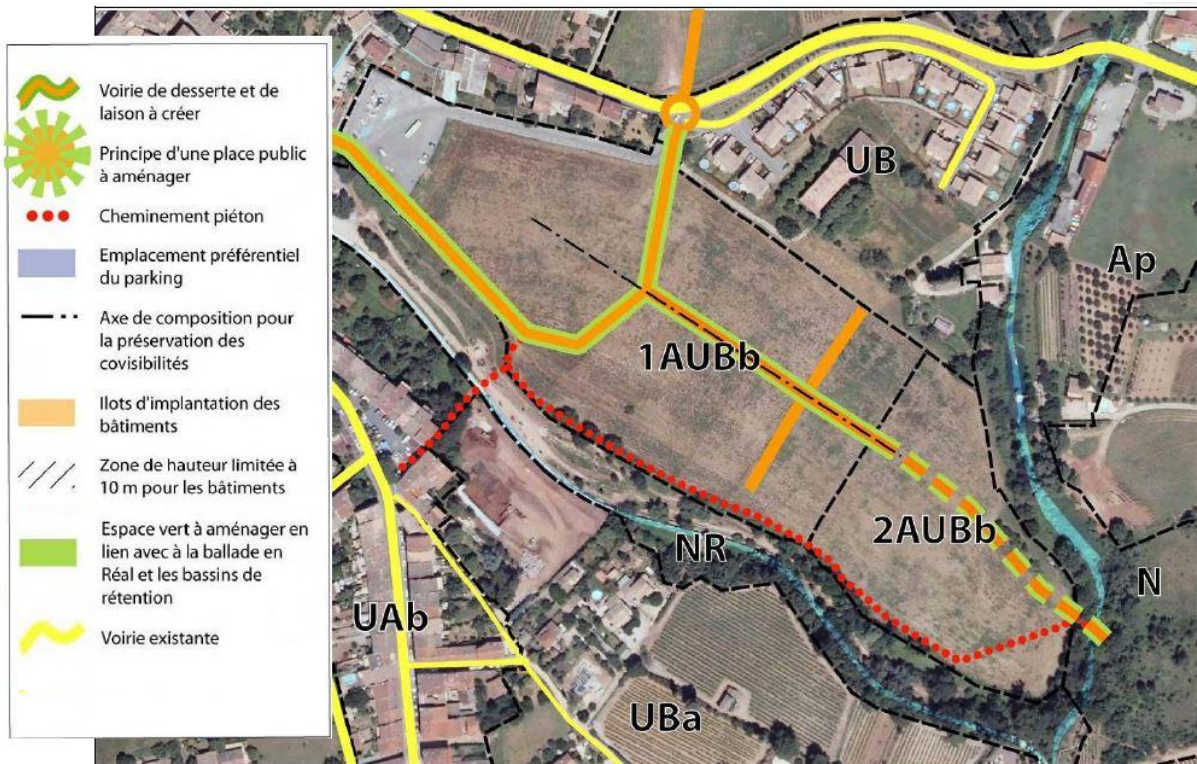 Voirie de desserte et de
laison à créer
Principe d'une place public
à aménager
Cheminement piéton
Emplacement préférentiel
du parking
Axe de composition pour
la préservation des
covisibilités
Ilots d'implantation des
bâtiments
Zone de hauteur limitée à
10 m pour les bâtiments
Espace vert à aménager en
lien avec à la ballade en
Réal et les bassins de
rétention
Voirie existante
UB
Ap
1AUBb
2AUBb
NR
N
UAb
UBa